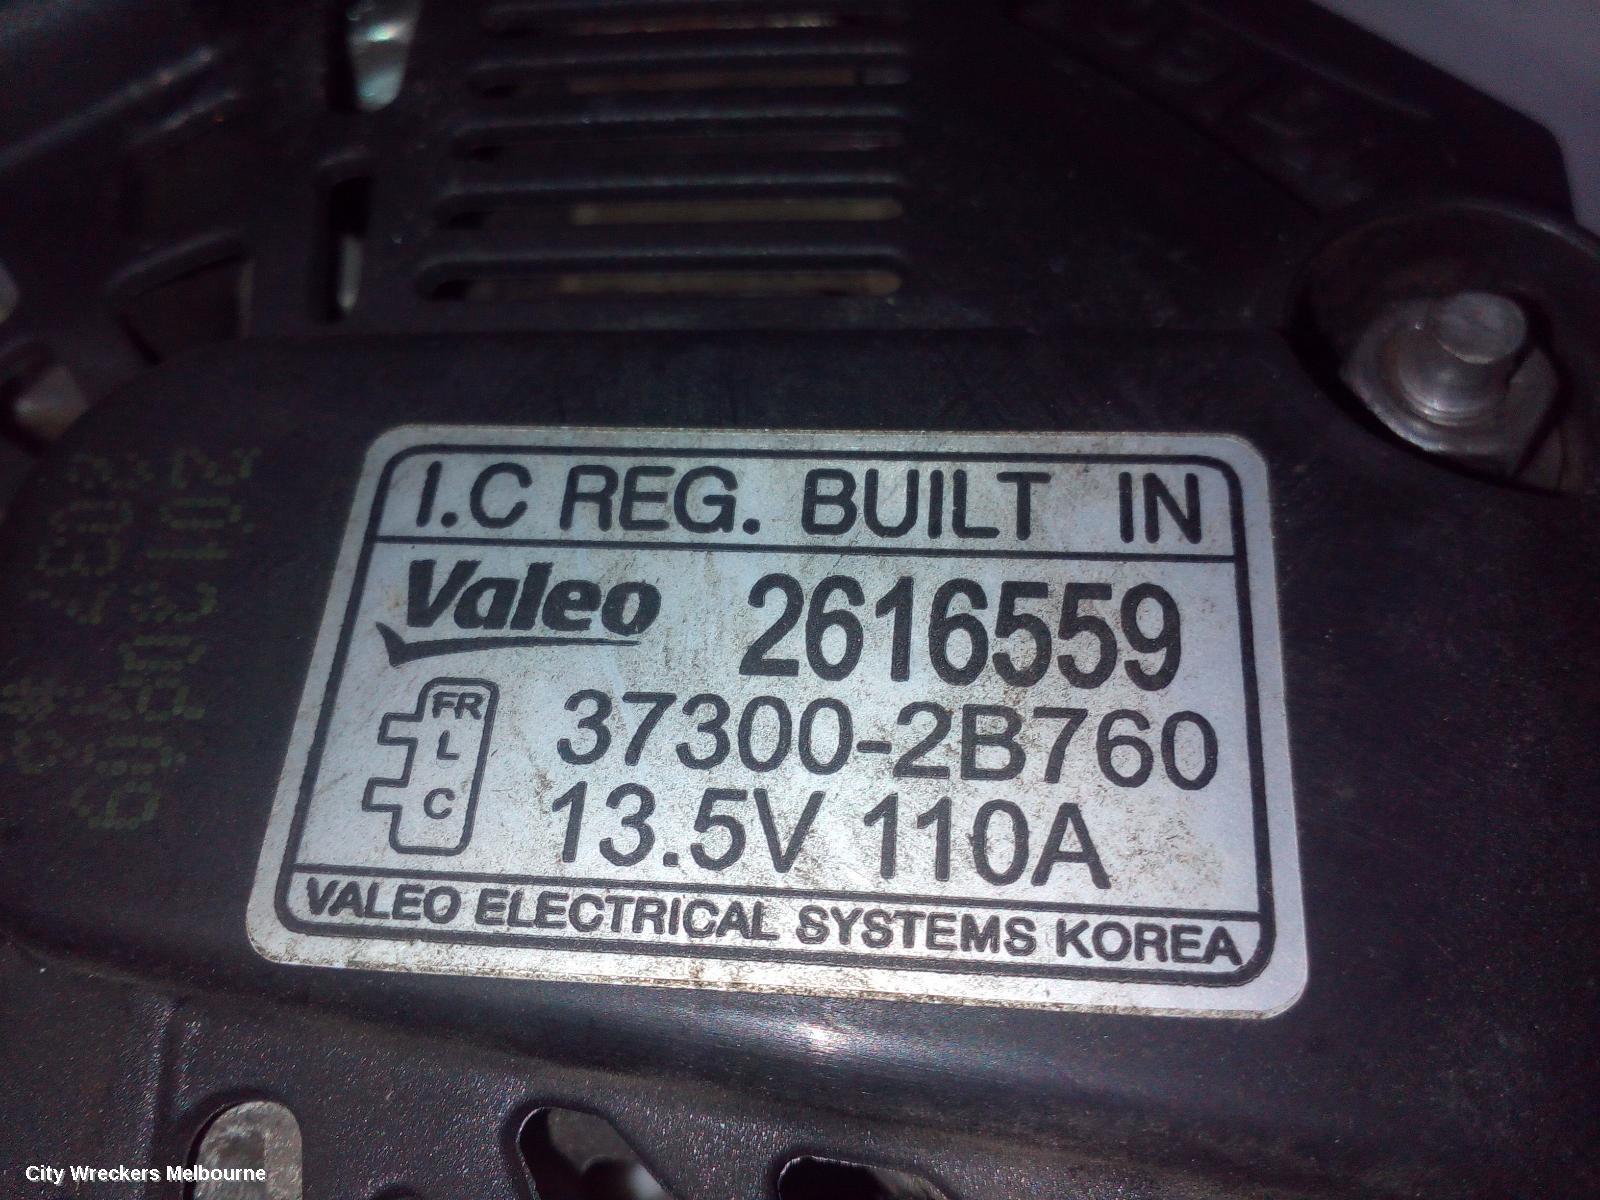 I.C REG. BUILT IN
Valeo 2616559
FR
L
C
37300-2B760
13.5V 110A
VALEO ELECTRICAL SYSTEMS KOREA
City Wreckers Melbourne